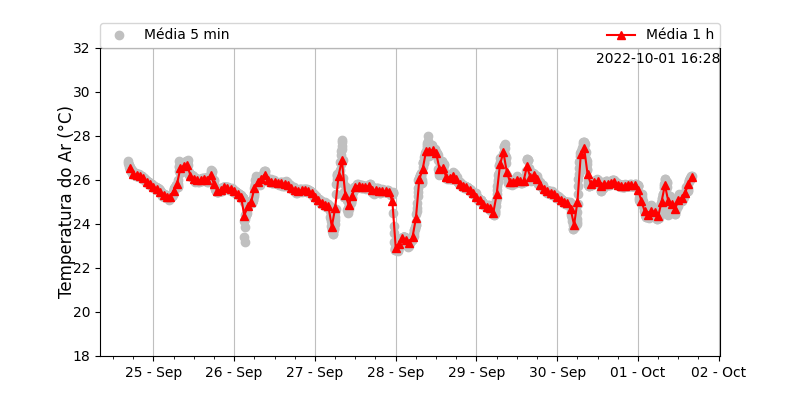 Média 5 min
Média 1 h
2022-10-01 16:28
Temperatura do Ar (°C)
32
30
28
26
24
22
20
18
25 - Sep
26 - Sep
27 - Sep
28 - Sep
29 - Sep
30 - Sep
01 - Oct
02 - Oct